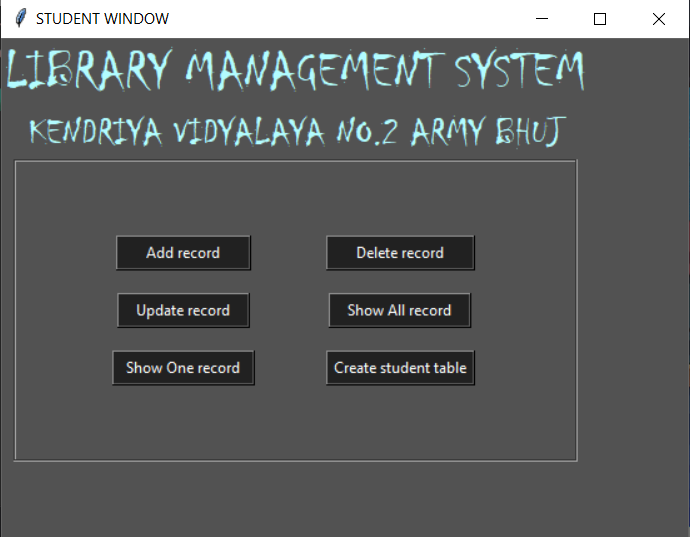 STUDENT WINDOW
LIBRARY MANAGEMENT SYSTEM
KENDRIYA VIDYALAYA NO.2 ARMY BHUJ
Add record Delete record
Update record Show All record
Show One record Create student table